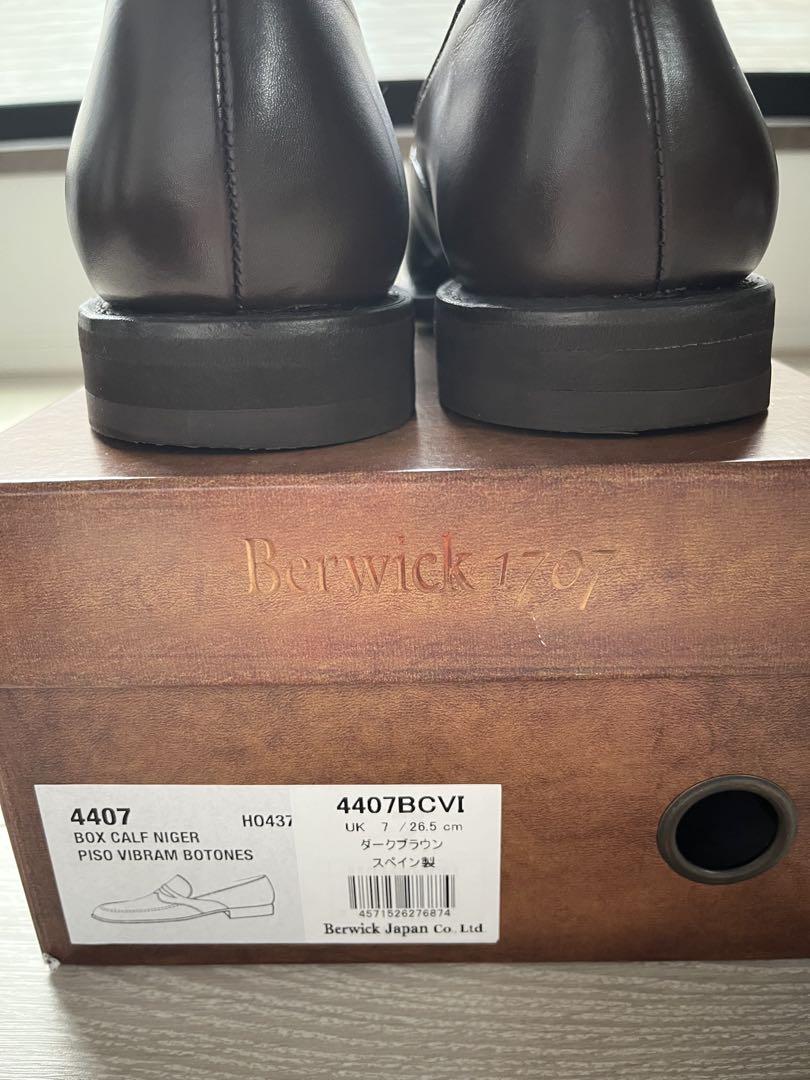 Berwick 1707
4407 HO437
BOX CALF NIGER
PISO VIBRAM BOTONES
4407BCVI
UK 7 /26.5 cm
ダークブラウン
スペイン製
4571526276874
Berwick Japan Co., Ltd.